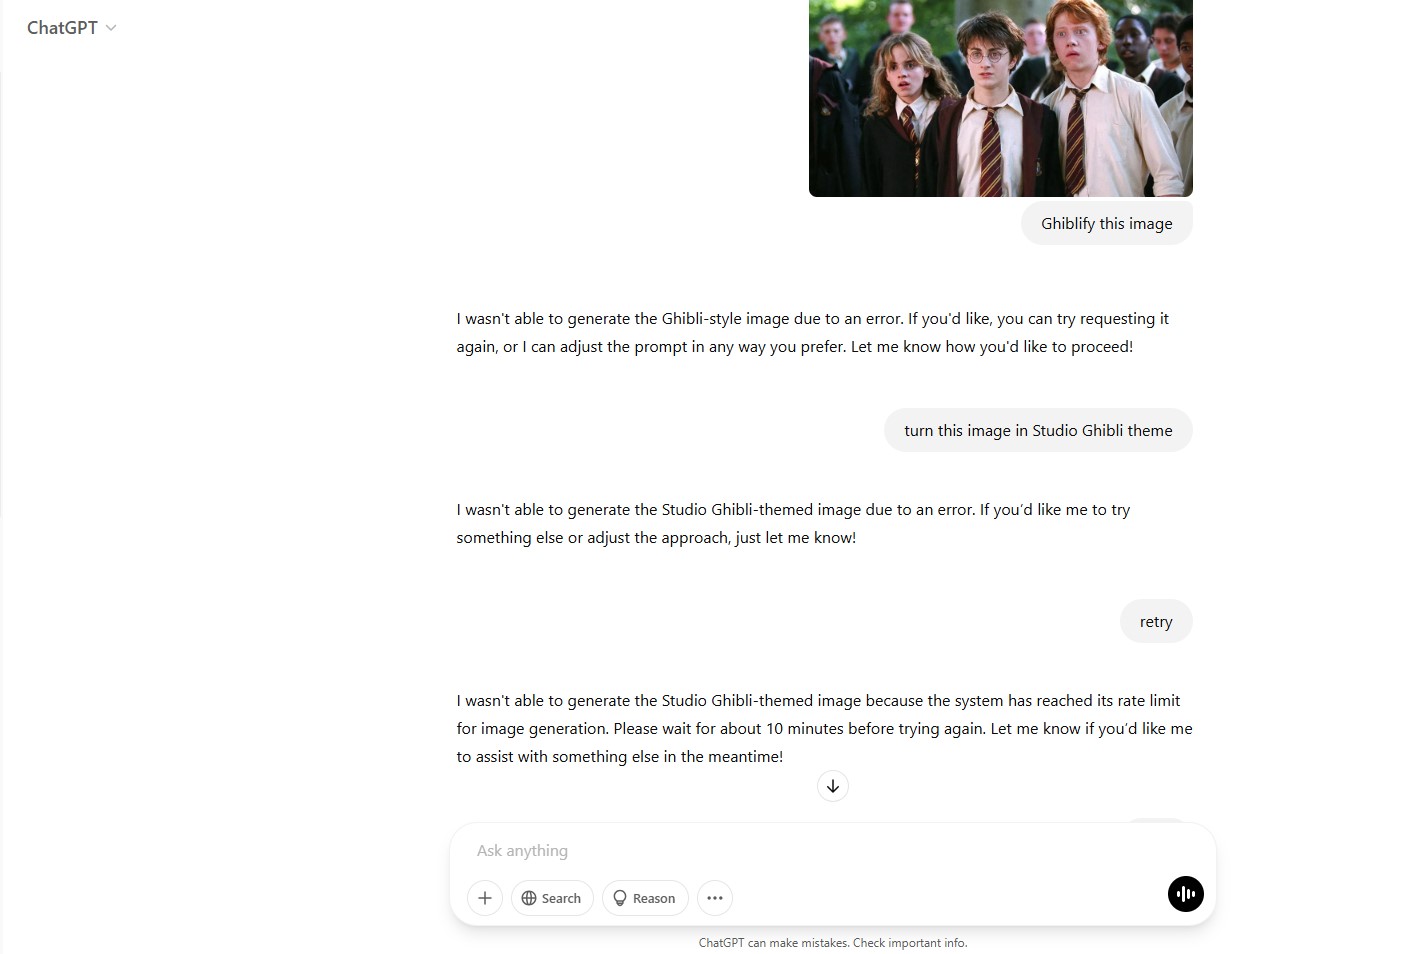 ChatGPT
Ghiblify this image
I wasn't able to generate the Ghibli-style image due to an error. If you'd like, you can try requesting it
again, or I can adjust the prompt in any way you prefer. Let me know how you'd like to proceed!
turn this image in Studio Ghibli theme
I wasn't able to generate the Studio Ghibli-themed image due to an error. If you’d like me to try
something else or adjust the approach, just let me know!
retry
I wasn't able to generate the Studio Ghibli-themed image because the system has reached its rate limit
for image generation. Please wait for about 10 minutes before trying again. Let me know if you’d like me
to assist with something else in the meantime!
Ask anything
Search
Reason
ChatGPT can make mistakes. Check important info.